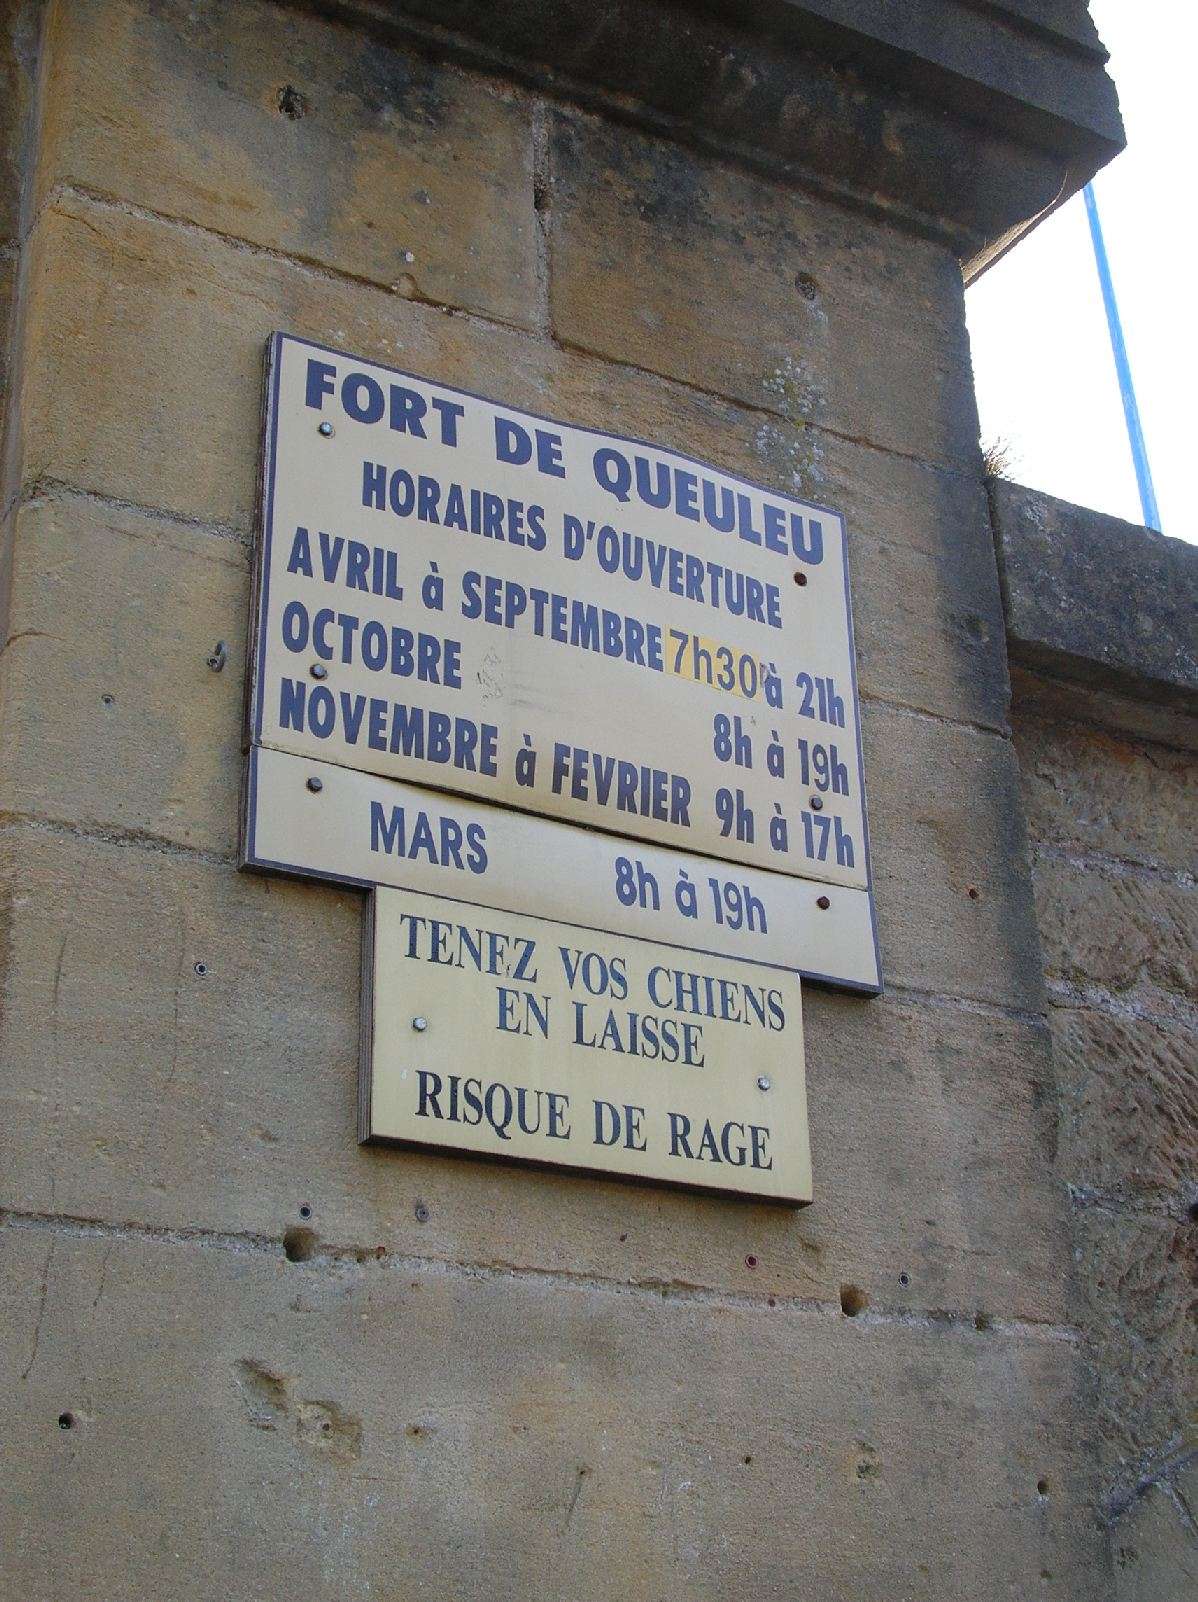 FORT DE QUEULEU
HORAIRES D'OUVERTURE
AVRIL à SEPTEMBRE 7h30 à 21h
OCTOBRE 8h à 19h
NOVEMBRE à FEVRIER 9h à 17h
MARS 8h à 19h
TENEZ VOS CHIENS
EN LAISSE
RISQUE DE RAGE